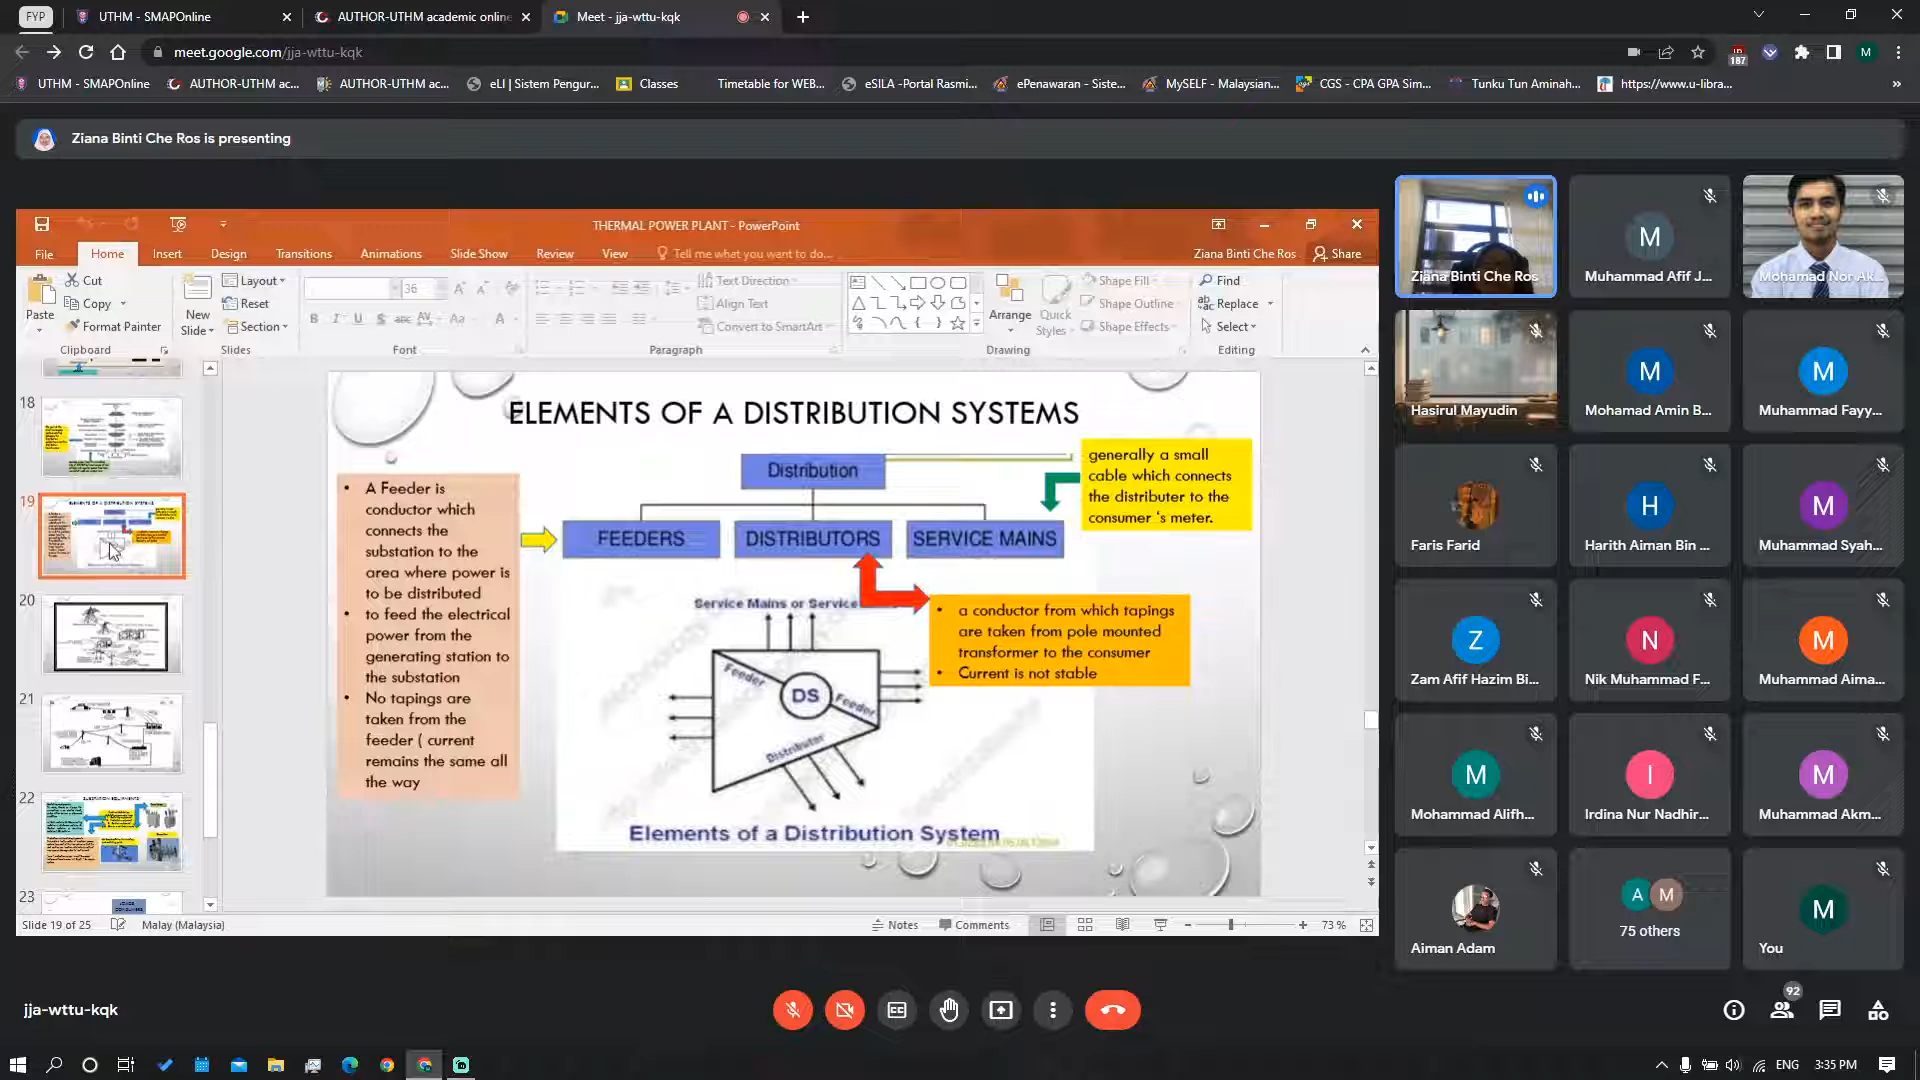 FYP
UTHM - SMAPOnline
AUTHOR-UTHM academic online
Meet - jja-wttu-kqk
meet.google.com/jja-wttu-kqk
187
M
UTHM - SMAPOnline
AUTHOR-UTHM ac...
AUTHOR-UTHM ac...
eLI | Sistem Pengur...
Classes
Timetable for WEB...
eSILA -Portal Rasmi...
ePenawaran - Siste...
MySELF - Malaysian...
CGS - CPA GPA Sim...
Tunku Tun Aminah...
https://www.u-libra...
»
Ziana Binti Che Ros is presenting
THERMAL POWER PLANT - PowerPoint
File
Home
Insert
Design
Transitions
Animations
Slide Show
Review
View
Tell me what you want to do...
Ziana Binti Che Ros
Share
Paste
Cut
Copy
Format Painter
Clipboard
New
Slide
Layout
Reset
Section
Slides
36
B I U S abc AV Aa A
Font
Text Direction
Align Text
Convert to SmartArt
Paragraph
Arrange
Quick
Styles
Shape Fill
Shape Outline
Shape Effects
Drawing
Find
Replace
Select
Editing
18
19
20
21
22
23
ELEMENTS OF A DISTRIBUTION SYSTEMS
Distribution
FEEDERS
DISTRIBUTORS
SERVICE MAINS
generally a small
cable which connects
the distributer to the
consumer 's meter.
• A Feeder is
conductor which
connects the
substation to the
area where power is
to be distributed
• to feed the electrical
power from the
generating station to
the substation
• No tapings are
taken from the
feeder ( current
remains the same all
the way
Service Mains or Service
• a conductor from which tapings
are taken from pole mounted
transformer to the consumer
• Current is not stable
Feeder
DS
Feeder
Distributor
Elements of a Distribution System
Slide 19 of 25
Malay (Malaysia)
Notes
Comments
73 %
Ziana Binti Che Ros
M
Muhammad Afif J...
Mohamad Nor Ak...
Hasirul Mayudin
M
Mohamad Amin B...
M
Muhammad Fayy...
Faris Farid
H
Harith Aiman Bin ...
M
Muhammad Syah...
Z
Zam Afif Hazim Bi...
N
Nik Muhammad F...
M
Muhammad Aima...
M
Mohammad Alifh...
I
Irdina Nur Nadhir...
M
Muhammad Akm...
Aiman Adam
A M
75 others
M
You
jja-wttu-kqk
92
ENG
3:35 PM